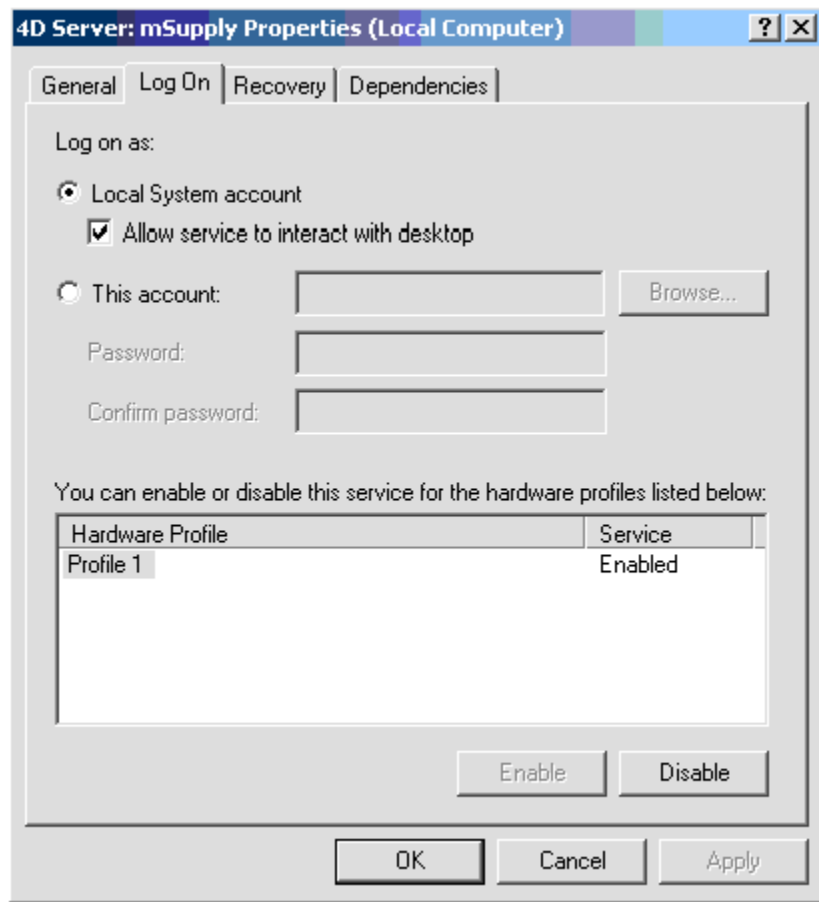 4D Server: mSupply Properties (Local Computer) ? X
General Log On Recovery Dependencies
Log on as:
Local System account
Allow service to interact with desktop
This account: Browse...
Password:
Confirm password:
You can enable or disable this service for the hardware profiles listed below:
Hardware Profile Service
Profile 1 Enabled
Enable Disable
OK Cancel Apply